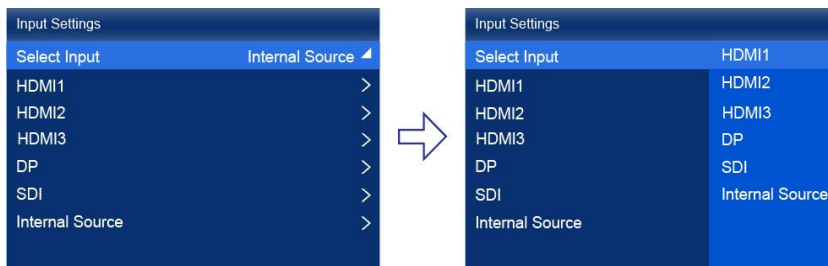 Input Settings
Select Input Internal Source
HDMI1
HDMI2
HDMI3
DP
SDI
Internal Source
Input Settings
Select Input HDMI1
HDMI1 HDMI2
HDMI2 HDMI3
HDMI3 DP
DP SDI
SDI Internal Source
Internal Source